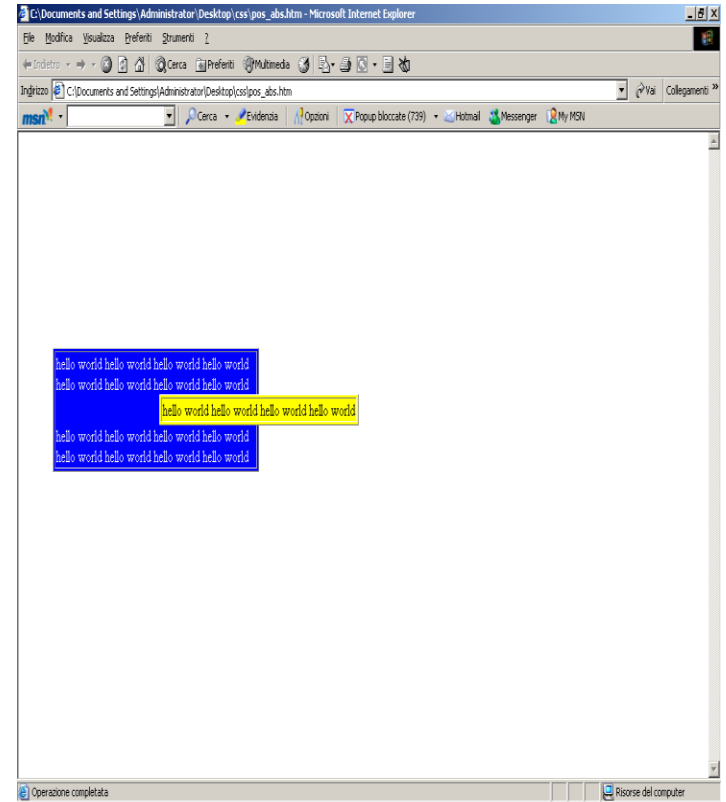 C:\Documents and Settings\Administrator\Desktop\css\pos_abs.htm - Microsoft Internet Explorer
File Modifica Visualizza Preferiti Strumenti ?
Indietro Cerca Preferiti Multimedia
Indirizzo C:\Documents and Settings\Administrator\Desktop\css\pos_abs.htm Vai Collegamenti »
msn Cerca Evidenzia Opzioni Popup bloccate (739) Hotmail Messenger My MSN
hello world hello world hello world hello world
hello world hello world hello world hello world
hello world hello world hello world hello world
hello world hello world hello world hello world
hello world hello world hello world hello world
Operazione completata Risorse del computer